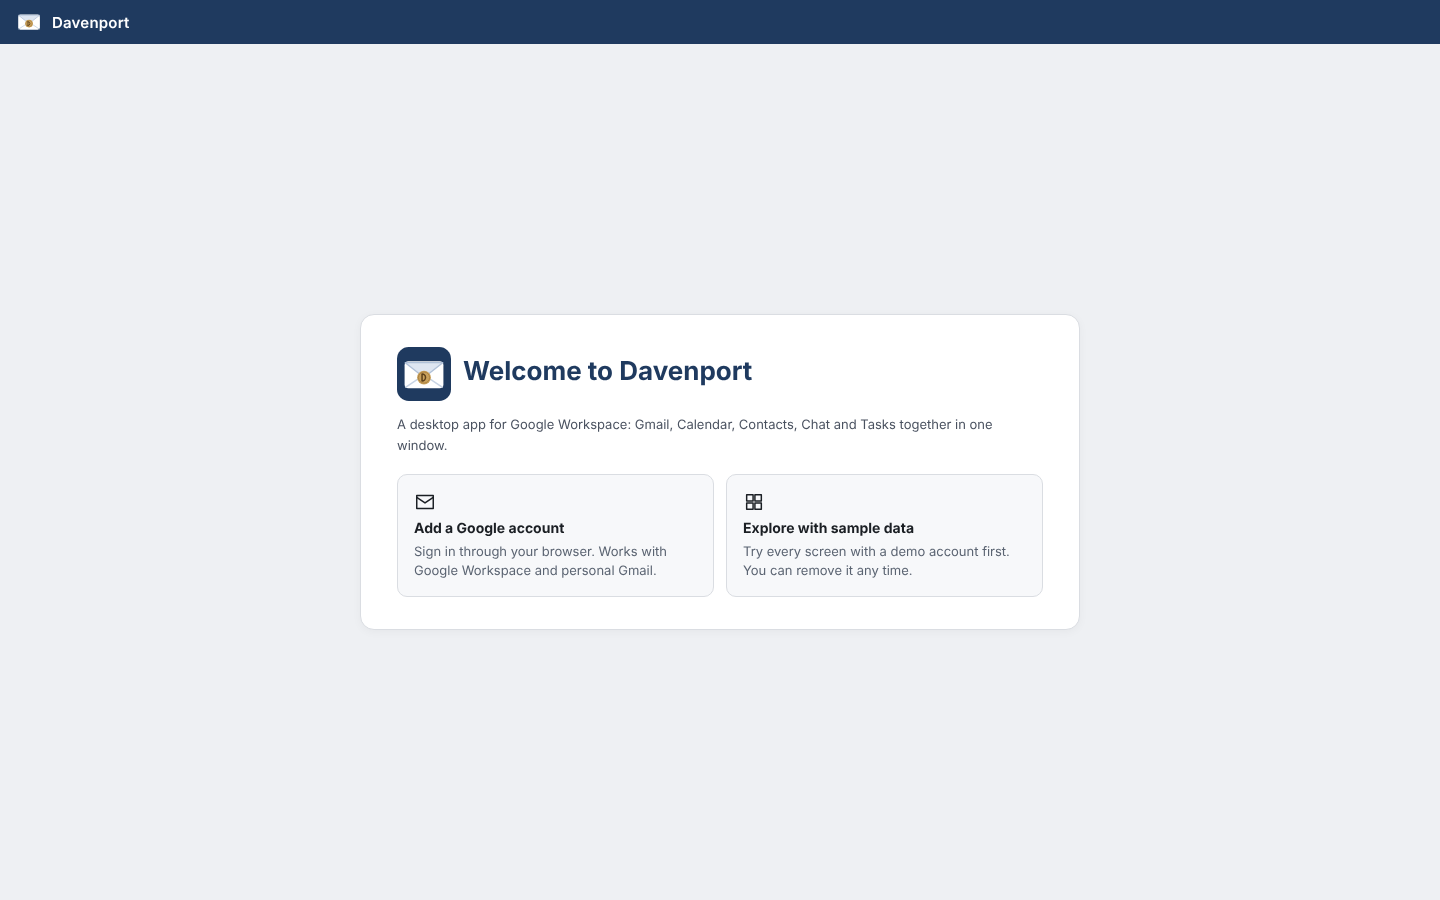 Davenport
D
Welcome to Davenport
A desktop app for Google Workspace: Gmail, Calendar, Contacts, Chat and Tasks together in one
window.
Add a Google account
Sign in through your browser. Works with
Google Workspace and personal Gmail.
Explore with sample data
Try every screen with a demo account first.
You can remove it any time.